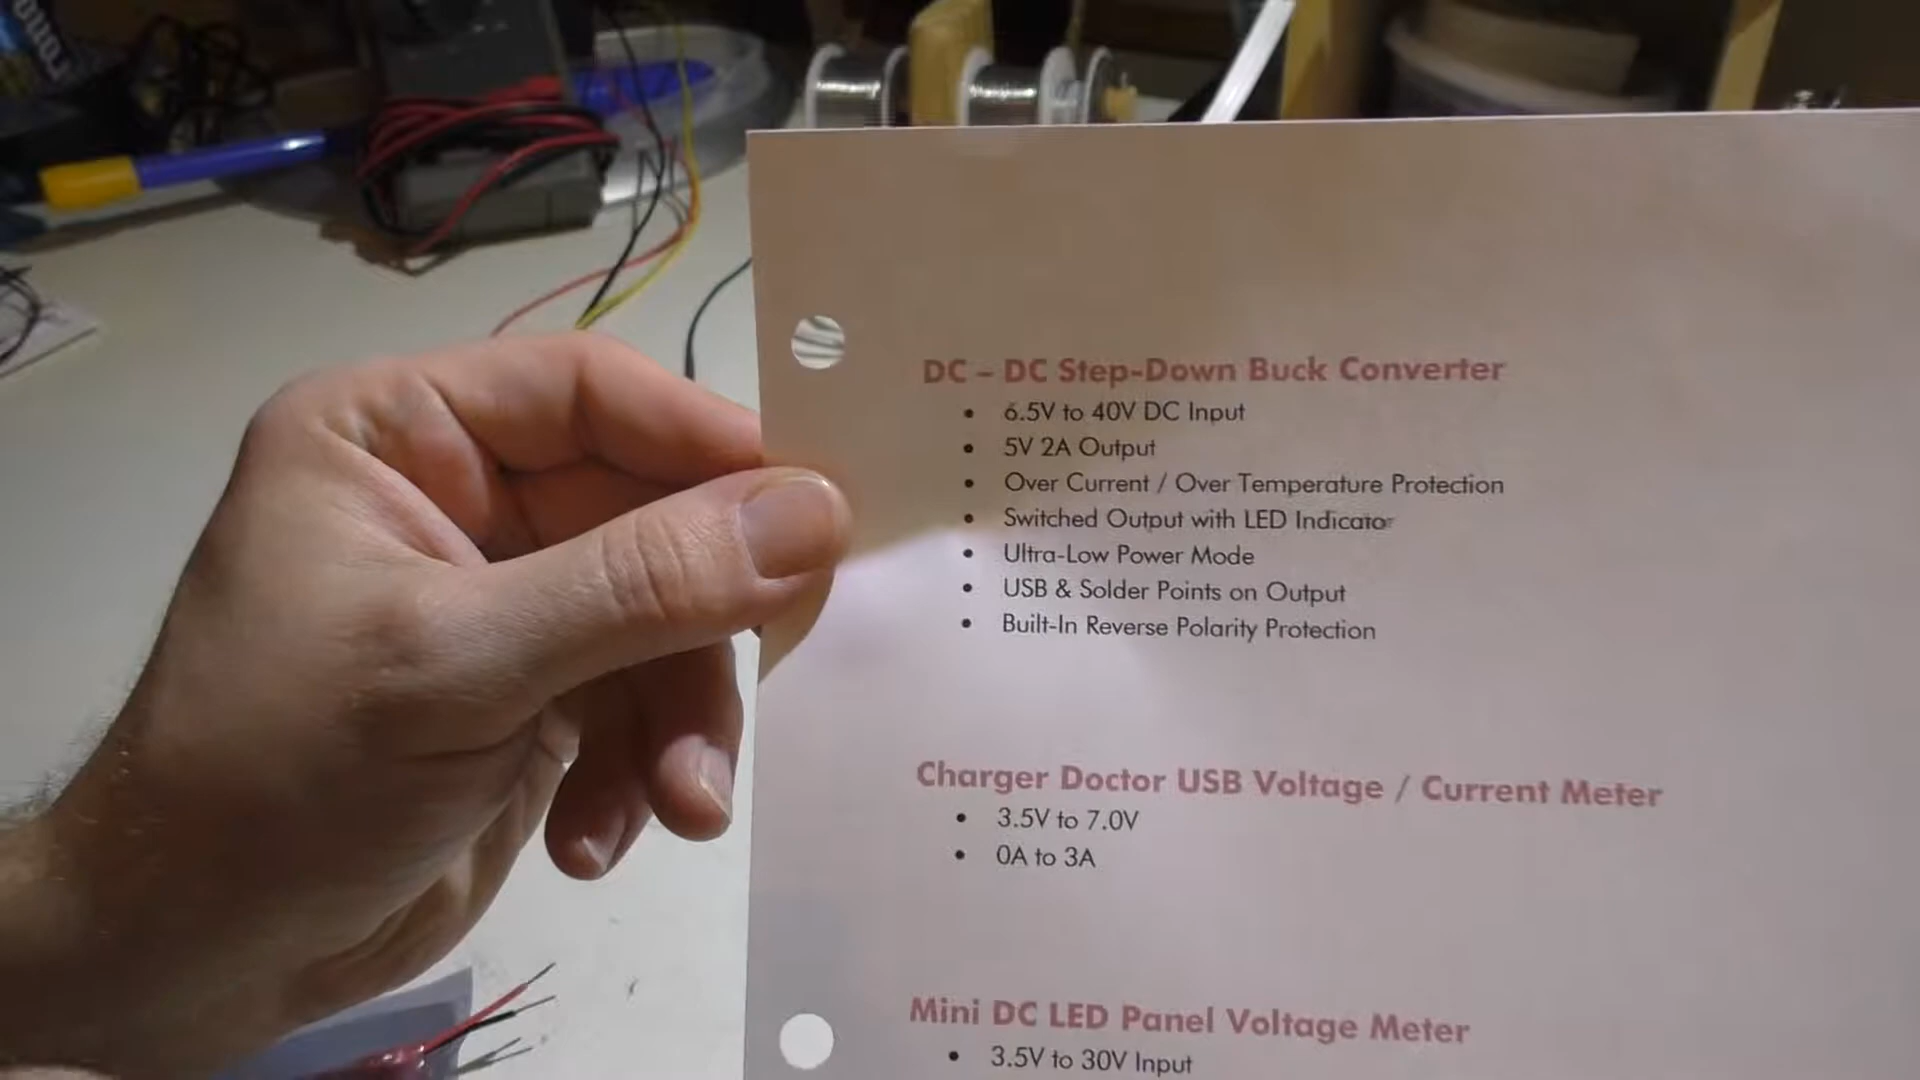 DC – DC Step-Down Buck Converter
• 6.5V to 40V DC Input
• 5V 2A Output
• Over Current / Over Temperature Protection
• Switched Output with LED Indicator
• Ultra-Low Power Mode
• USB & Solder Points on Output
• Built-In Reverse Polarity Protection
Charger Doctor USB Voltage / Current Meter
• 3.5V to 7.0V
• 0A to 3A
Mini DC LED Panel Voltage Meter
• 3.5V to 30V Input